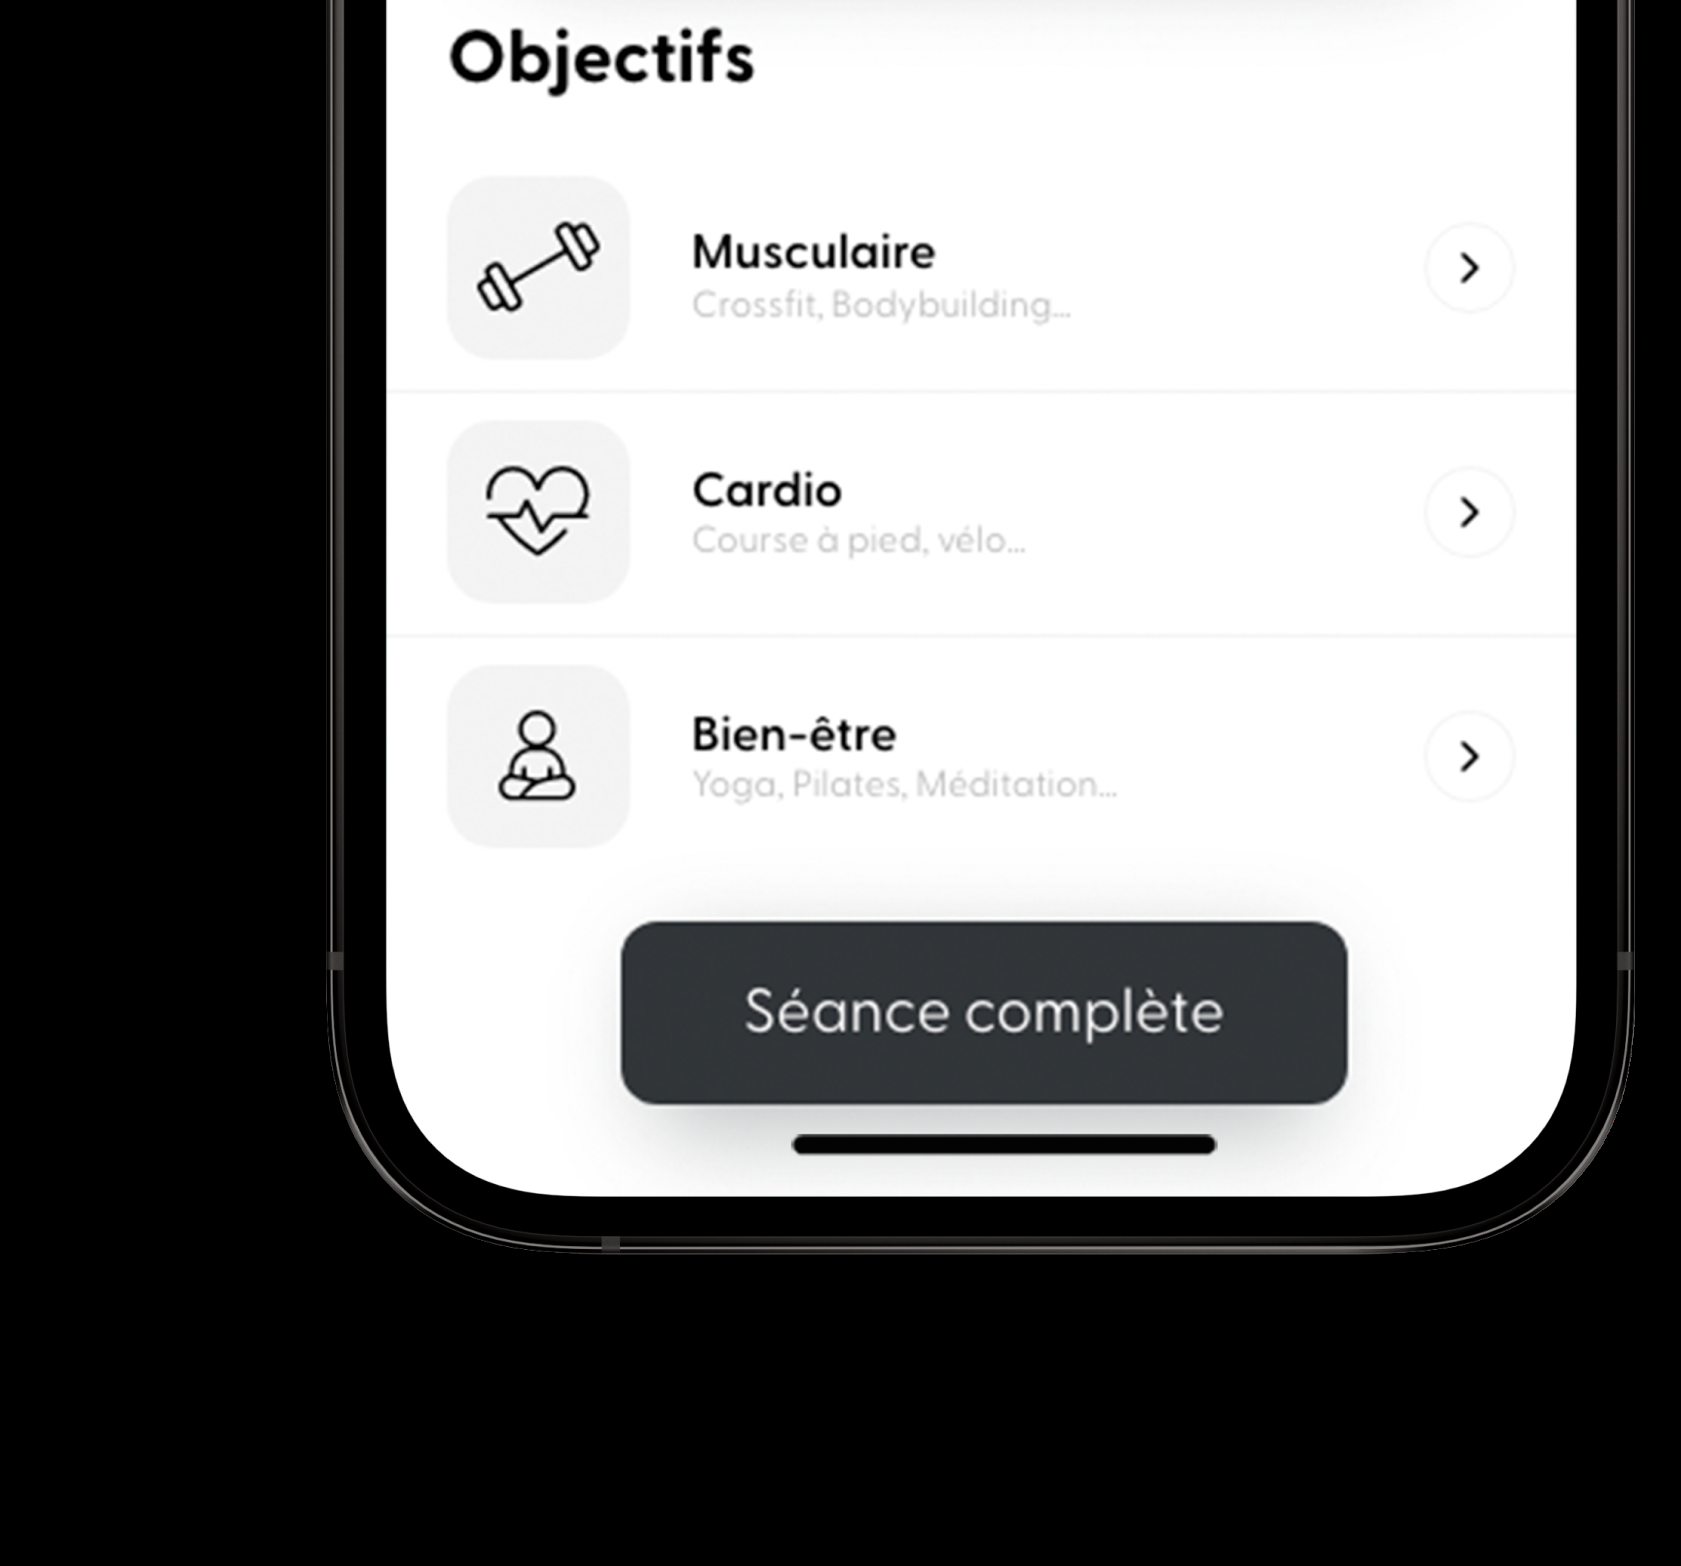 Objectifs
Musculaire
Crossfit, Bodybuilding...
Cardio
Course à pied, vélo...
Bien-être
Yoga, Pilates, Méditation...
Séance complète